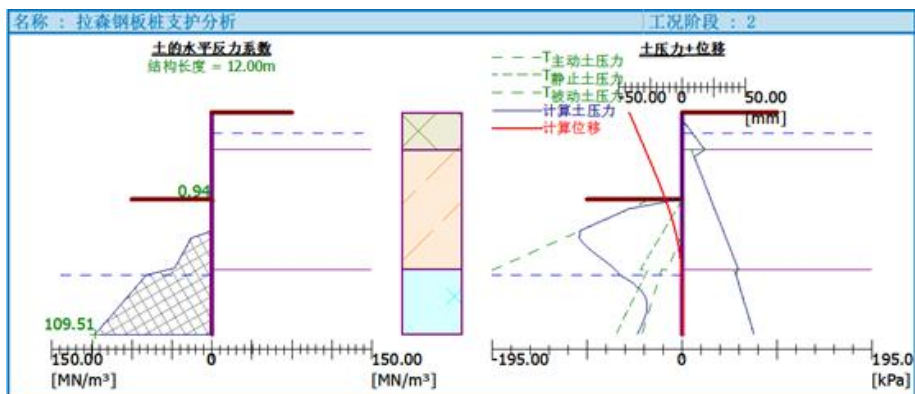 名称 : 拉森钢板桩支护分析
工况阶段 : 2
土的水平反力系数
结构长度 = 12.00m
0.94
109.51
150.00
0
150.00
[MN/m³]
[MN/m³]
土压力+位移
T主动土压力
T静止土压力
T被动土压力
计算土压力
计算位移
-50.00
0
50.00
[mm]
-195.00
0
195.0
[kPa]